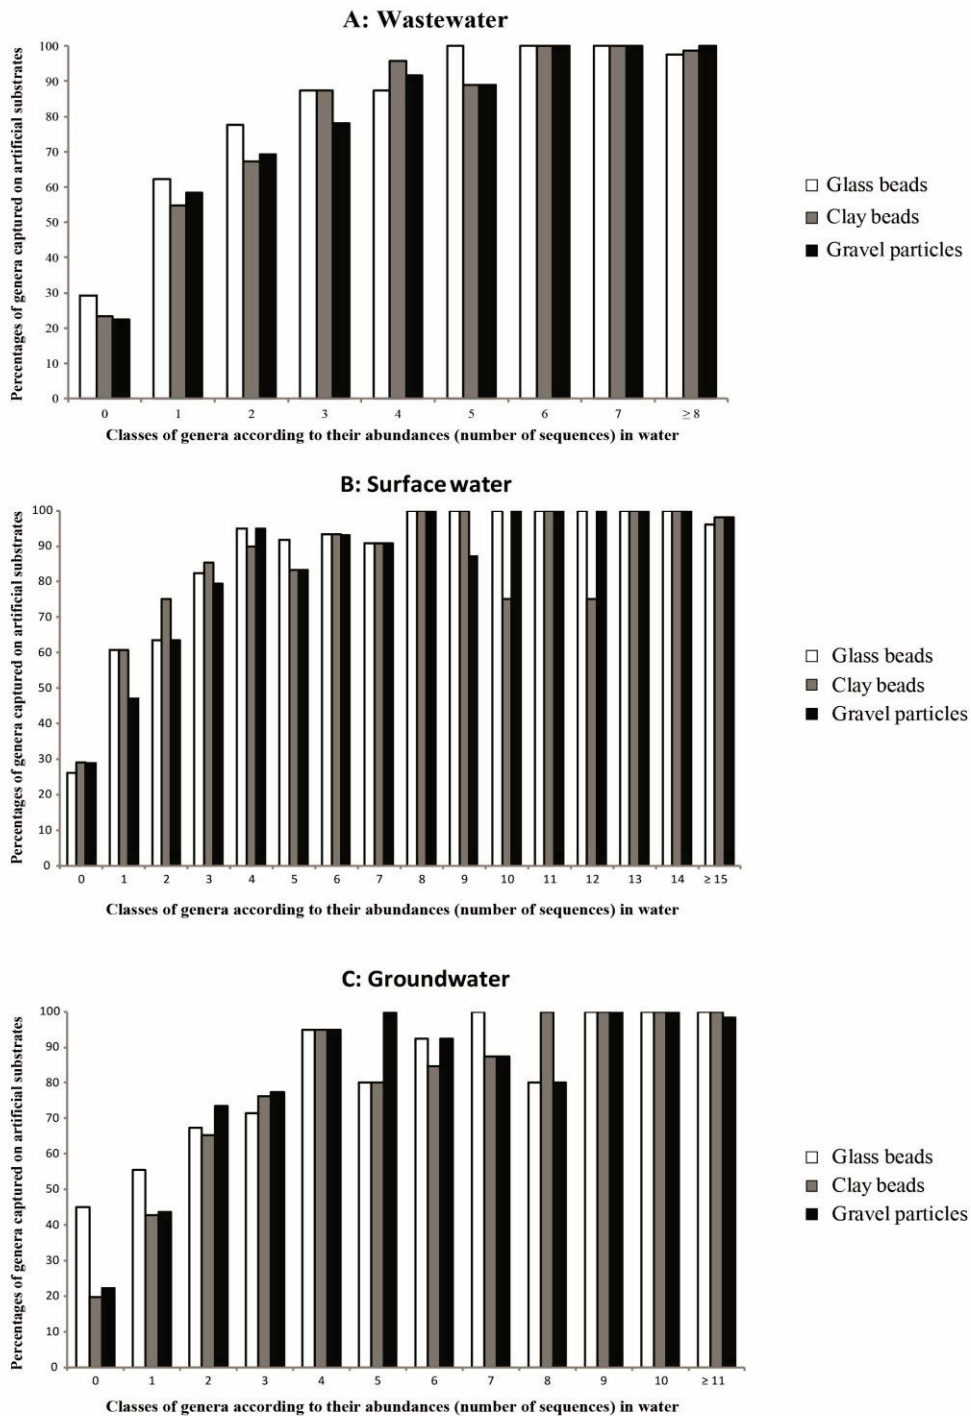 A: Wastewater
Percentages of genera captured on artificial substrates
100
90
80
70
60
50
40
30
20
10
0
0 1 2 3 4 5 6 7 ≥ 8
Classes of genera according to their abundances (number of sequences) in water
Glass beads
Clay beads
Gravel particles
B: Surface water
Percentages of genera captured on artificial substrates
100
90
80
70
60
50
40
30
20
10
0
0 1 2 3 4 5 6 7 8 9 10 11 12 13 14 ≥ 15
Classes of genera according to their abundances (number of sequences) in water
Glass beads
Clay beads
Gravel particles
C: Groundwater
Percentages of genera captured on artificial substrates
100
90
80
70
60
50
40
30
20
10
0
0 1 2 3 4 5 6 7 8 9 10 ≥ 11
Classes of genera according to their abundances (number of sequences) in water
Glass beads
Clay beads
Gravel particles